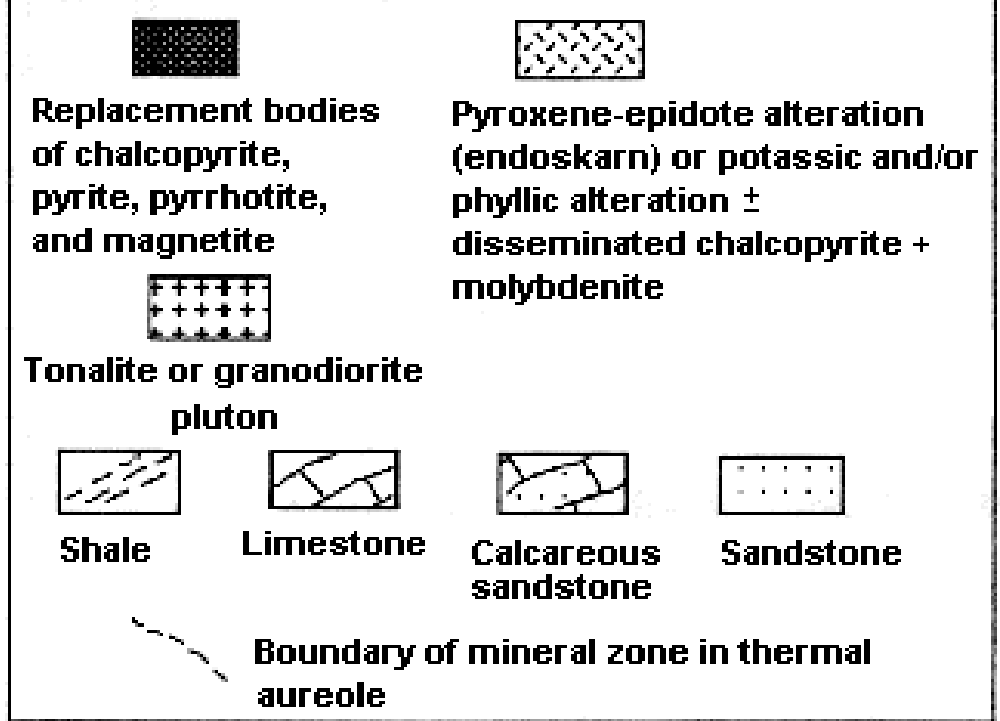 Replacement bodies
of chalcopyrite,
pyrite, pyrrhotite,
and magnetite
Pyroxene-epidote alteration
(endoskarn) or potassic and/or
phyllic alteration ±
disseminated chalcopyrite +
molybdenite
Tonalite or granodiorite
pluton
Shale
Limestone
Calcareous
sandstone
Sandstone
Boundary of mineral zone in thermal
aureole